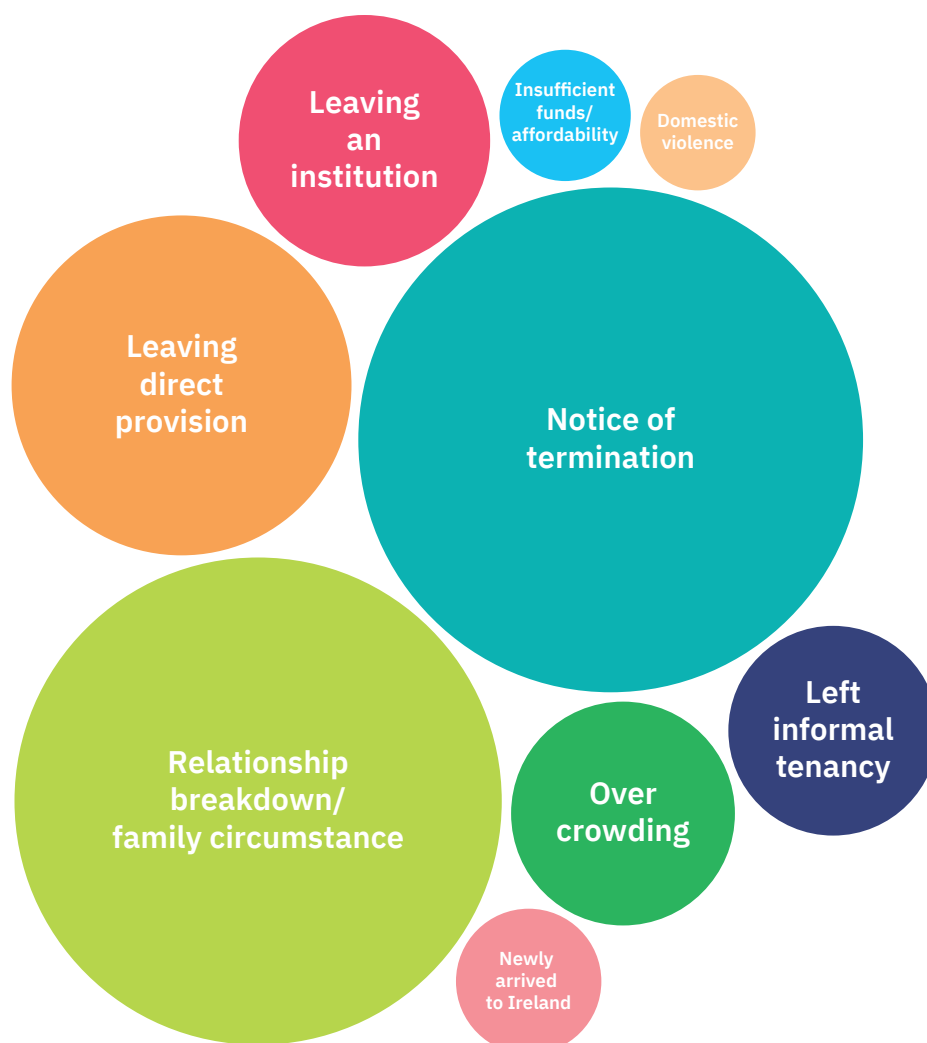 Leaving
an
institution
Insufficient
funds/
affordability
Domestic
violence
Leaving
direct
provision
Notice of
termination
Relationship
breakdown/
family circumstance
Left
informal
tenancy
Over
crowding
Newly
arrived
to Ireland